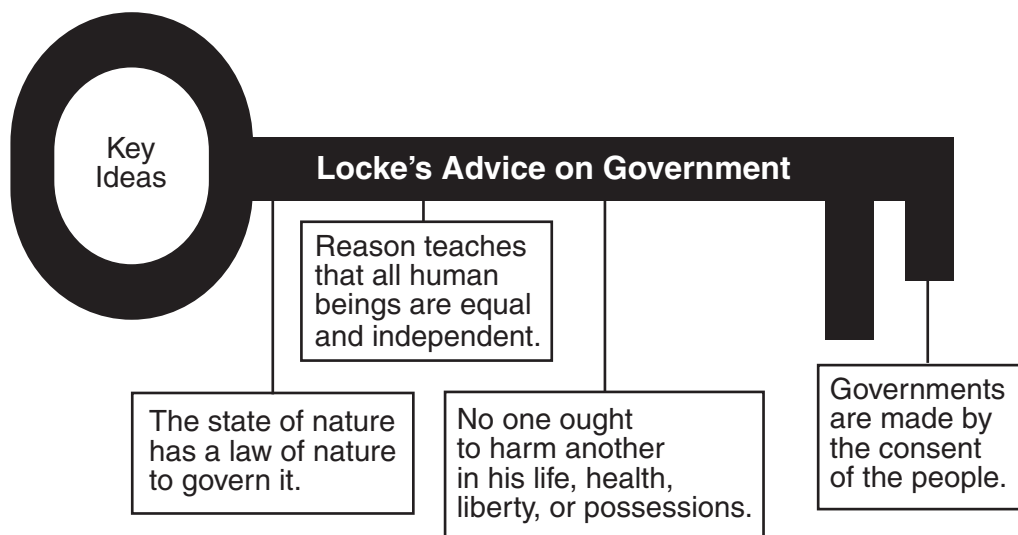 Key
Ideas
Locke’s Advice on Government
Reason teaches
that all human
beings are equal
and independent.
The state of nature
has a law of nature
to govern it.
No one ought
to harm another
in his life, health,
liberty, or possessions.
Governments
are made by
the consent
of the people.